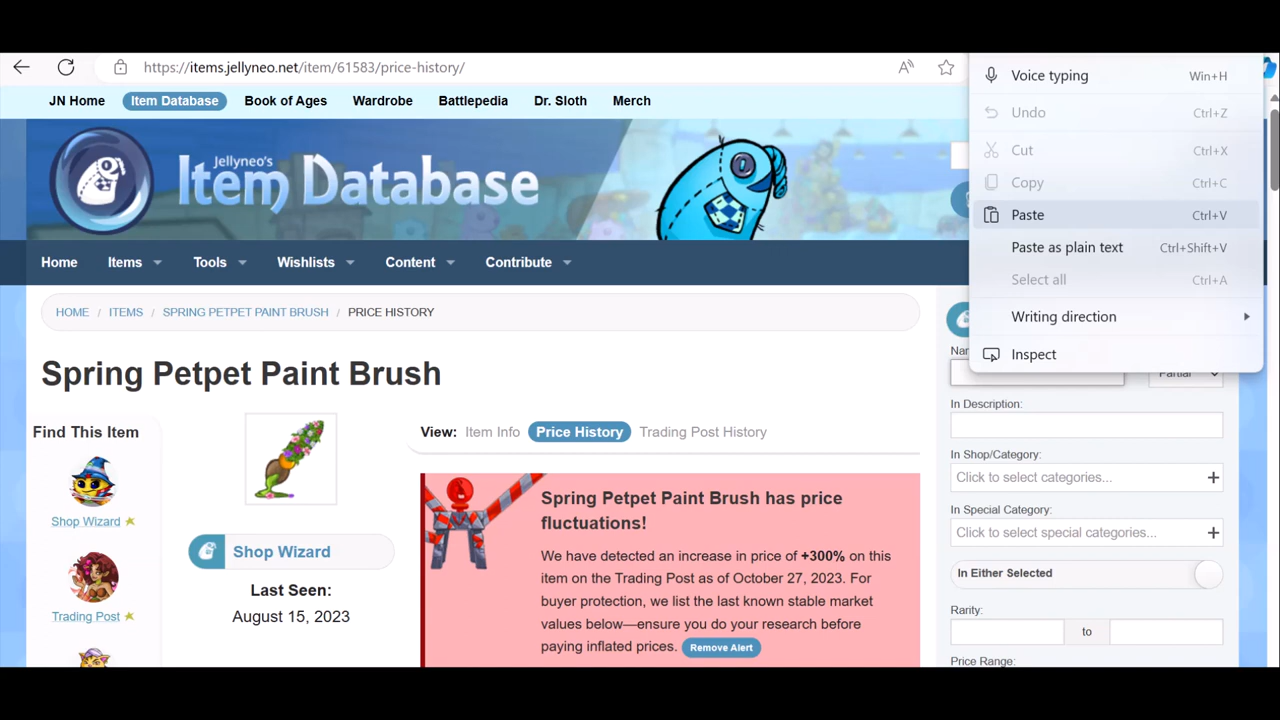 https://items.jellyneo.net/item/61583/price-history/
JN Home
Item Database
Book of Ages
Wardrobe
Battlepedia
Dr. Sloth
Merch
Jellyneo's
Item Database
Home
Items
Tools
Wishlists
Content
Contribute
HOME / ITEMS / SPRING PETPET PAINT BRUSH / PRICE HISTORY
Spring Petpet Paint Brush
Find This Item
Shop Wizard
Trading Post
Shop Wizard
Last Seen:
August 15, 2023
View: Item Info Price History Trading Post History
Spring Petpet Paint Brush has price
fluctuations!
We have detected an increase in price of +300% on this
item on the Trading Post as of October 27, 2023. For
buyer protection, we list the last known stable market
values below—ensure you do your research before
paying inflated prices. Remove Alert
Voice typing Win+H
Undo Ctrl+Z
Cut Ctrl+X
Copy Ctrl+C
Paste Ctrl+V
Paste as plain text Ctrl+Shift+V
Select all Ctrl+A
Writing direction
Inspect
Partial
In Description:
In Shop/Category:
Click to select categories... +
In Special Category:
Click to select special categories... +
In Either Selected
Rarity:
to
Price Range: